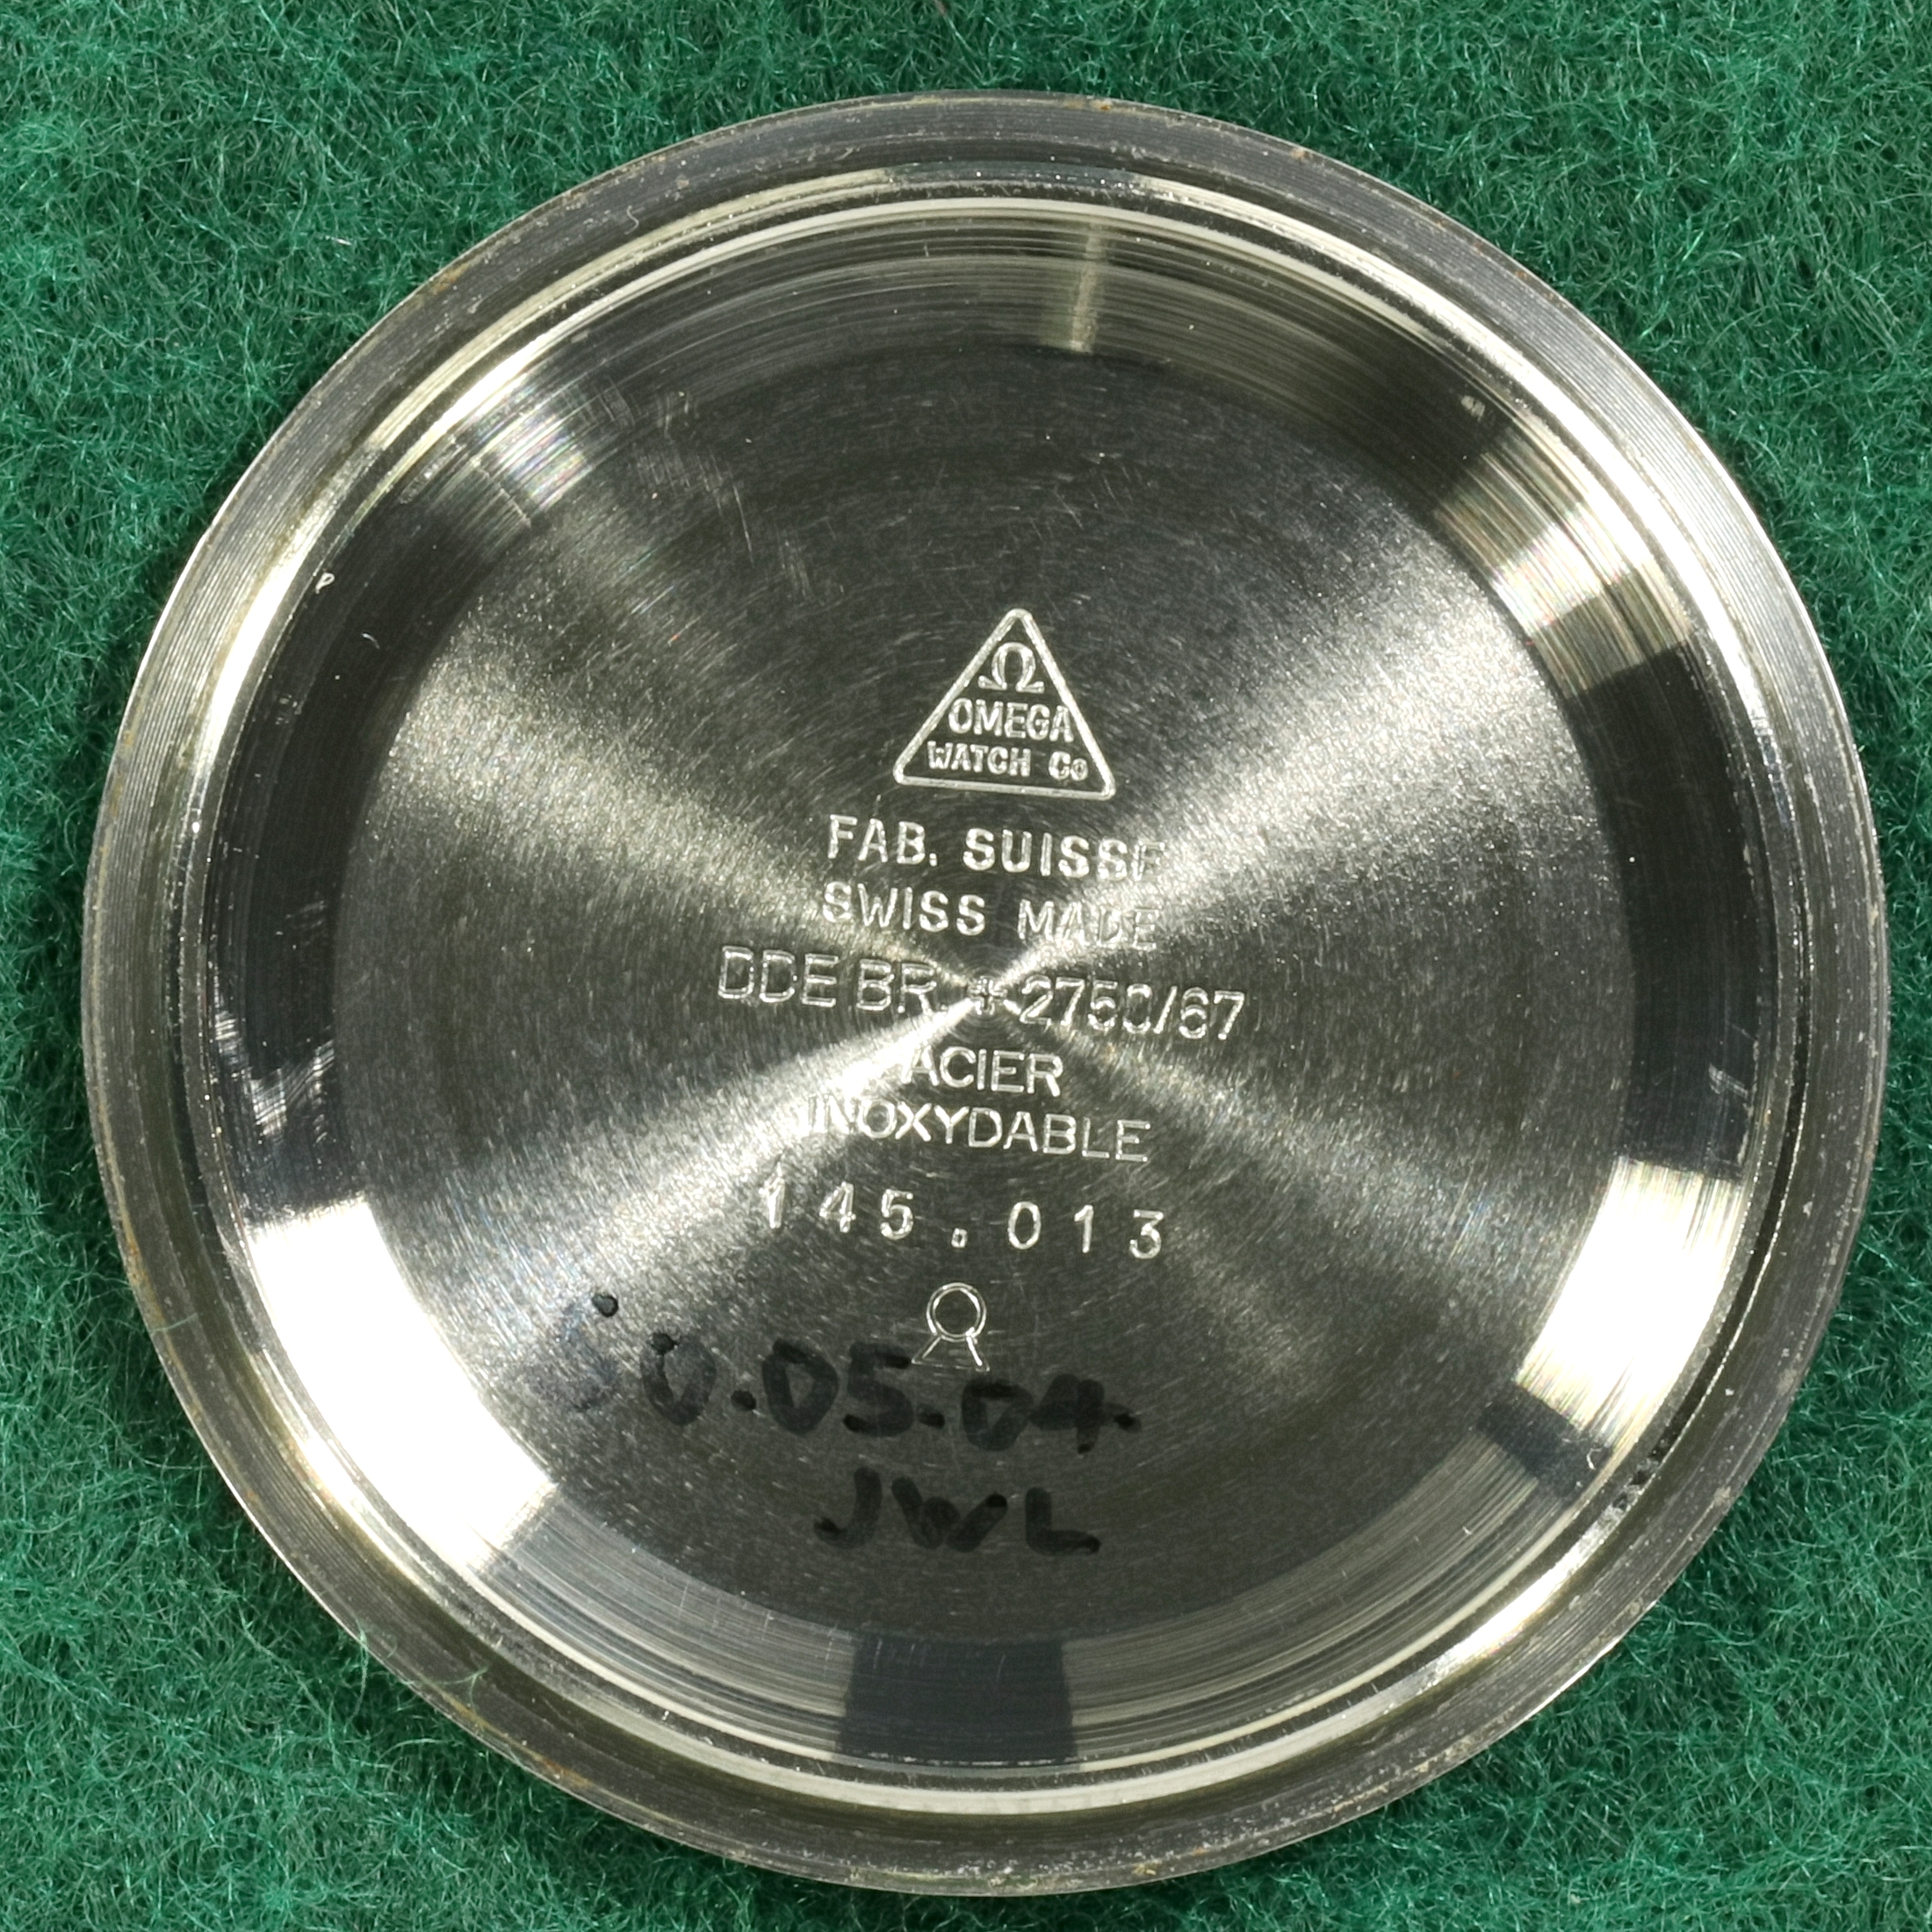 Ω
OMEGA
WATCH Co
FAB. SUISSE
SWISS MADE
DDE BR. + 2750/67
ACIER
INOXYDABLE
145.013
JWL